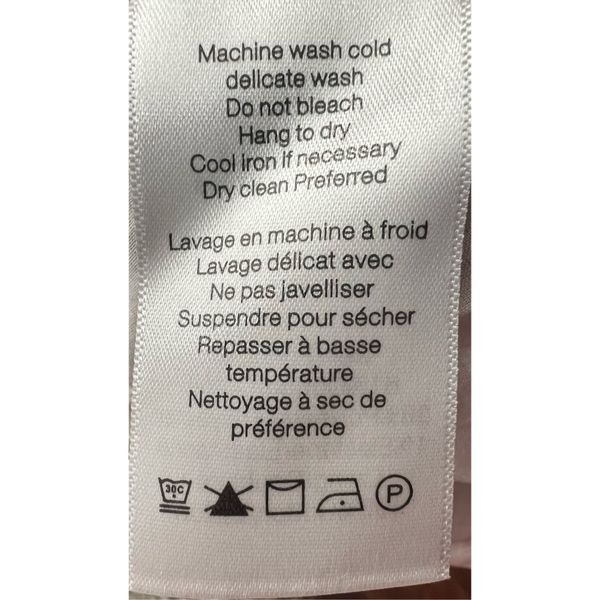 Machine wash cold
delicate wash
Do not bleach
Hang to dry
Cool Iron If necessary
Dry clean Preferred
Lavage en machine à froid
Lavage délicat avec
Ne pas javelliser
Suspendre pour sécher
Repasser à basse
température
Nettoyage à sec de
préférence
30C P